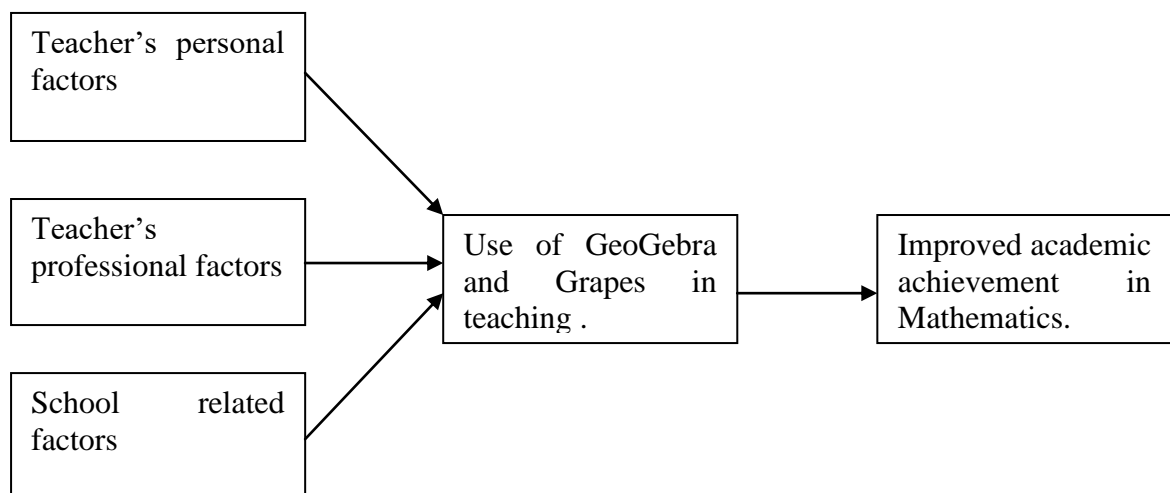 Teacher’s personal
factors
Teacher’s
professional factors
School related
factors
Use of GeoGebra
and Grapes in
teaching .
Improved academic
achievement in
Mathematics.